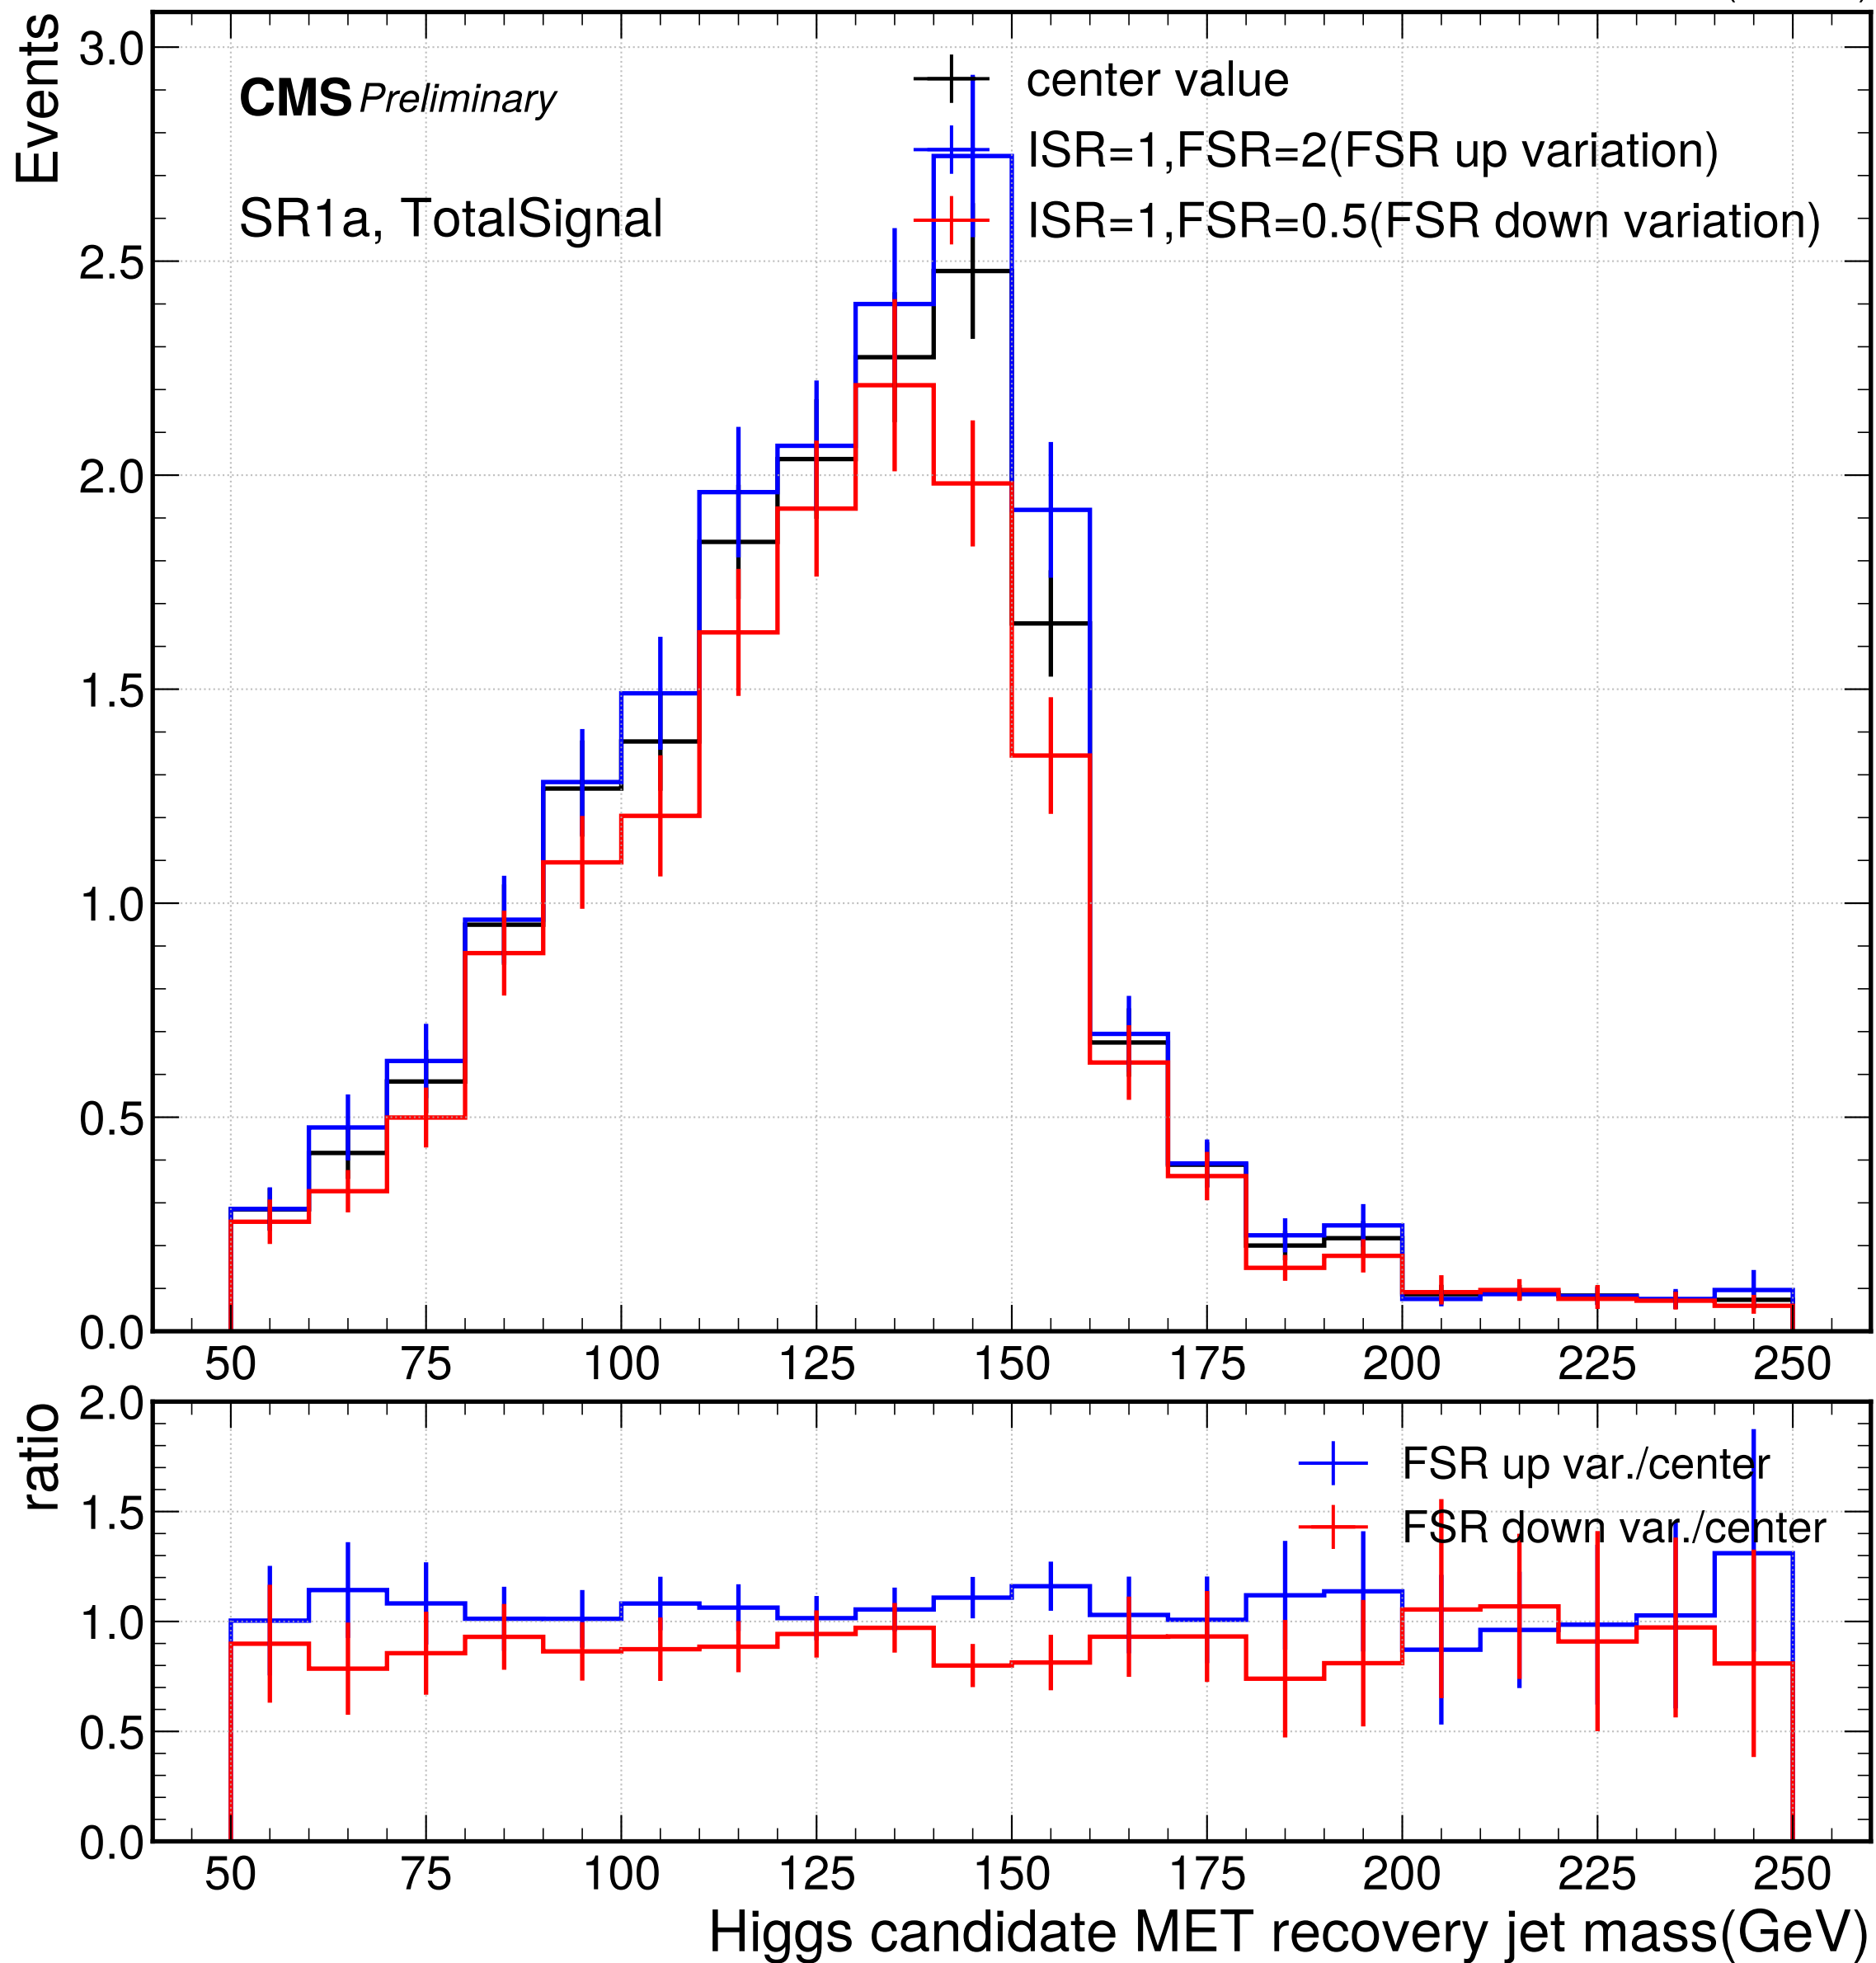 CMS Preliminary
SR1a, TotalSignal
center value
ISR=1,FSR=2(FSR up variation)
ISR=1,FSR=0.5(FSR down variation)
Events
3.0
2.5
2.0
1.5
1.0
0.5
0.0
50 75 100 125 150 175 200 225 250
ratio
2.0
1.5
1.0
0.5
0.0
FSR up var./center
FSR down var./center
50 75 100 125 150 175 200 225 250
Higgs candidate MET recovery jet mass(GeV)